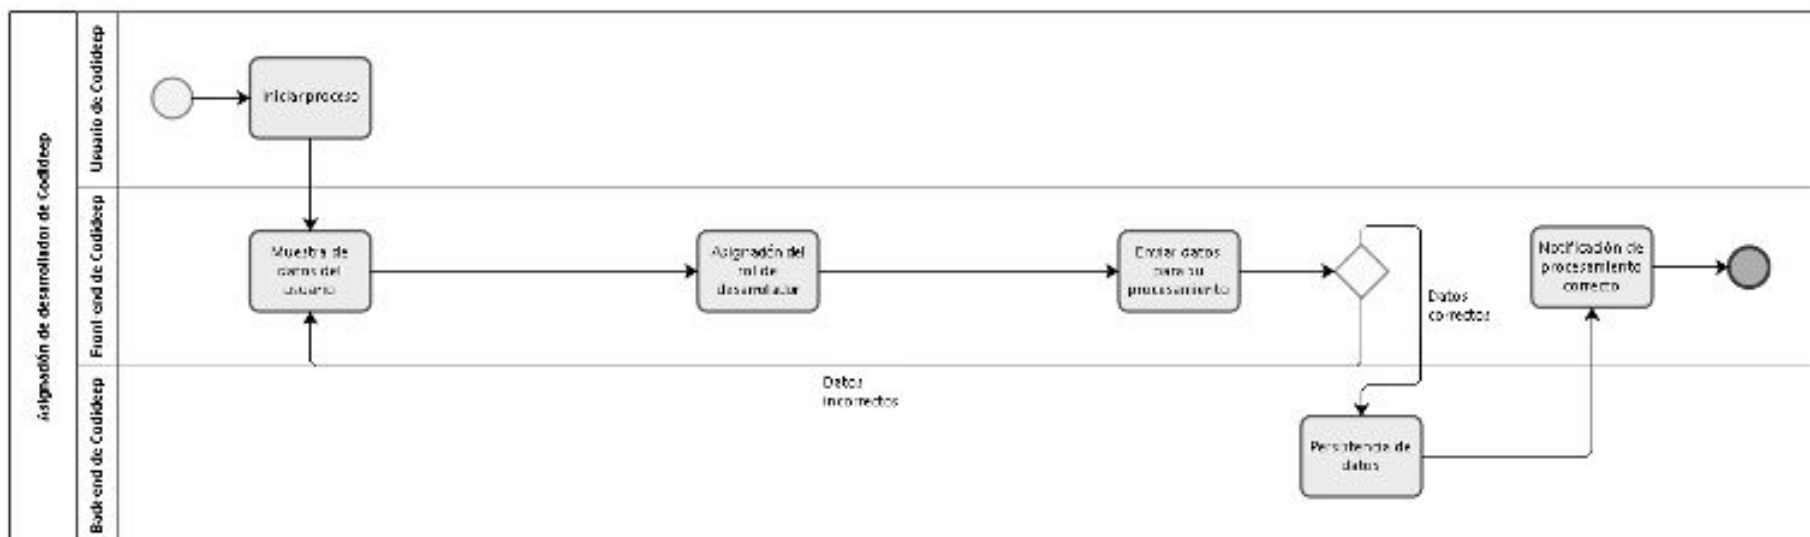 Asignación de desarrollador de Codideep
Usuario de Codideep
Iniciar proceso
Front-end de Codideep
Muestra de
datos del
usuario
Asignación del
rol de
desarrollador
Enviar datos
para su
procesamiento
Datos
correctos
Notificación de
procesamiento
correcto
Datos
incorrectos
Back-end de Codideep
Persistencia de
datos